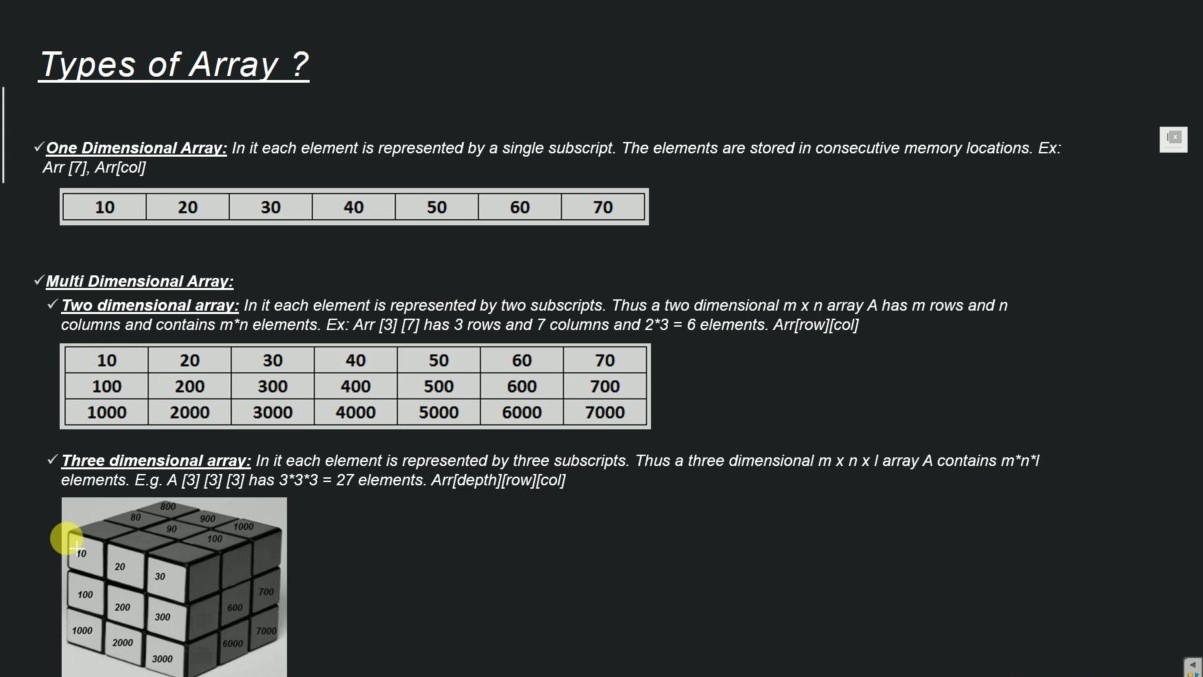 Types of Array ?
✓One Dimensional Array: In it each element is represented by a single subscript. The elements are stored in consecutive memory locations. Ex:
Arr [7], Arr[col]
10 20 30 40 50 60 70
✓Multi Dimensional Array:
✓ Two dimensional array: In it each element is represented by two subscripts. Thus a two dimensional m x n array A has m rows and n
columns and contains m*n elements. Ex: Arr [3] [7] has 3 rows and 7 columns and 2*3 = 6 elements. Arr[row][col]
10 20 30 40 50 60 70
100 200 300 400 500 600 700
1000 2000 3000 4000 5000 6000 7000
✓ Three dimensional array: In it each element is represented by three subscripts. Thus a three dimensional m x n x l array A contains m*n*l
elements. E.g. A [3] [3] [3] has 3*3*3 = 27 elements. Arr[depth][row][col]
800
80 900
90 1000
100
10
20
30
100 200 300 600 700
1000 2000 3000 6000 7000